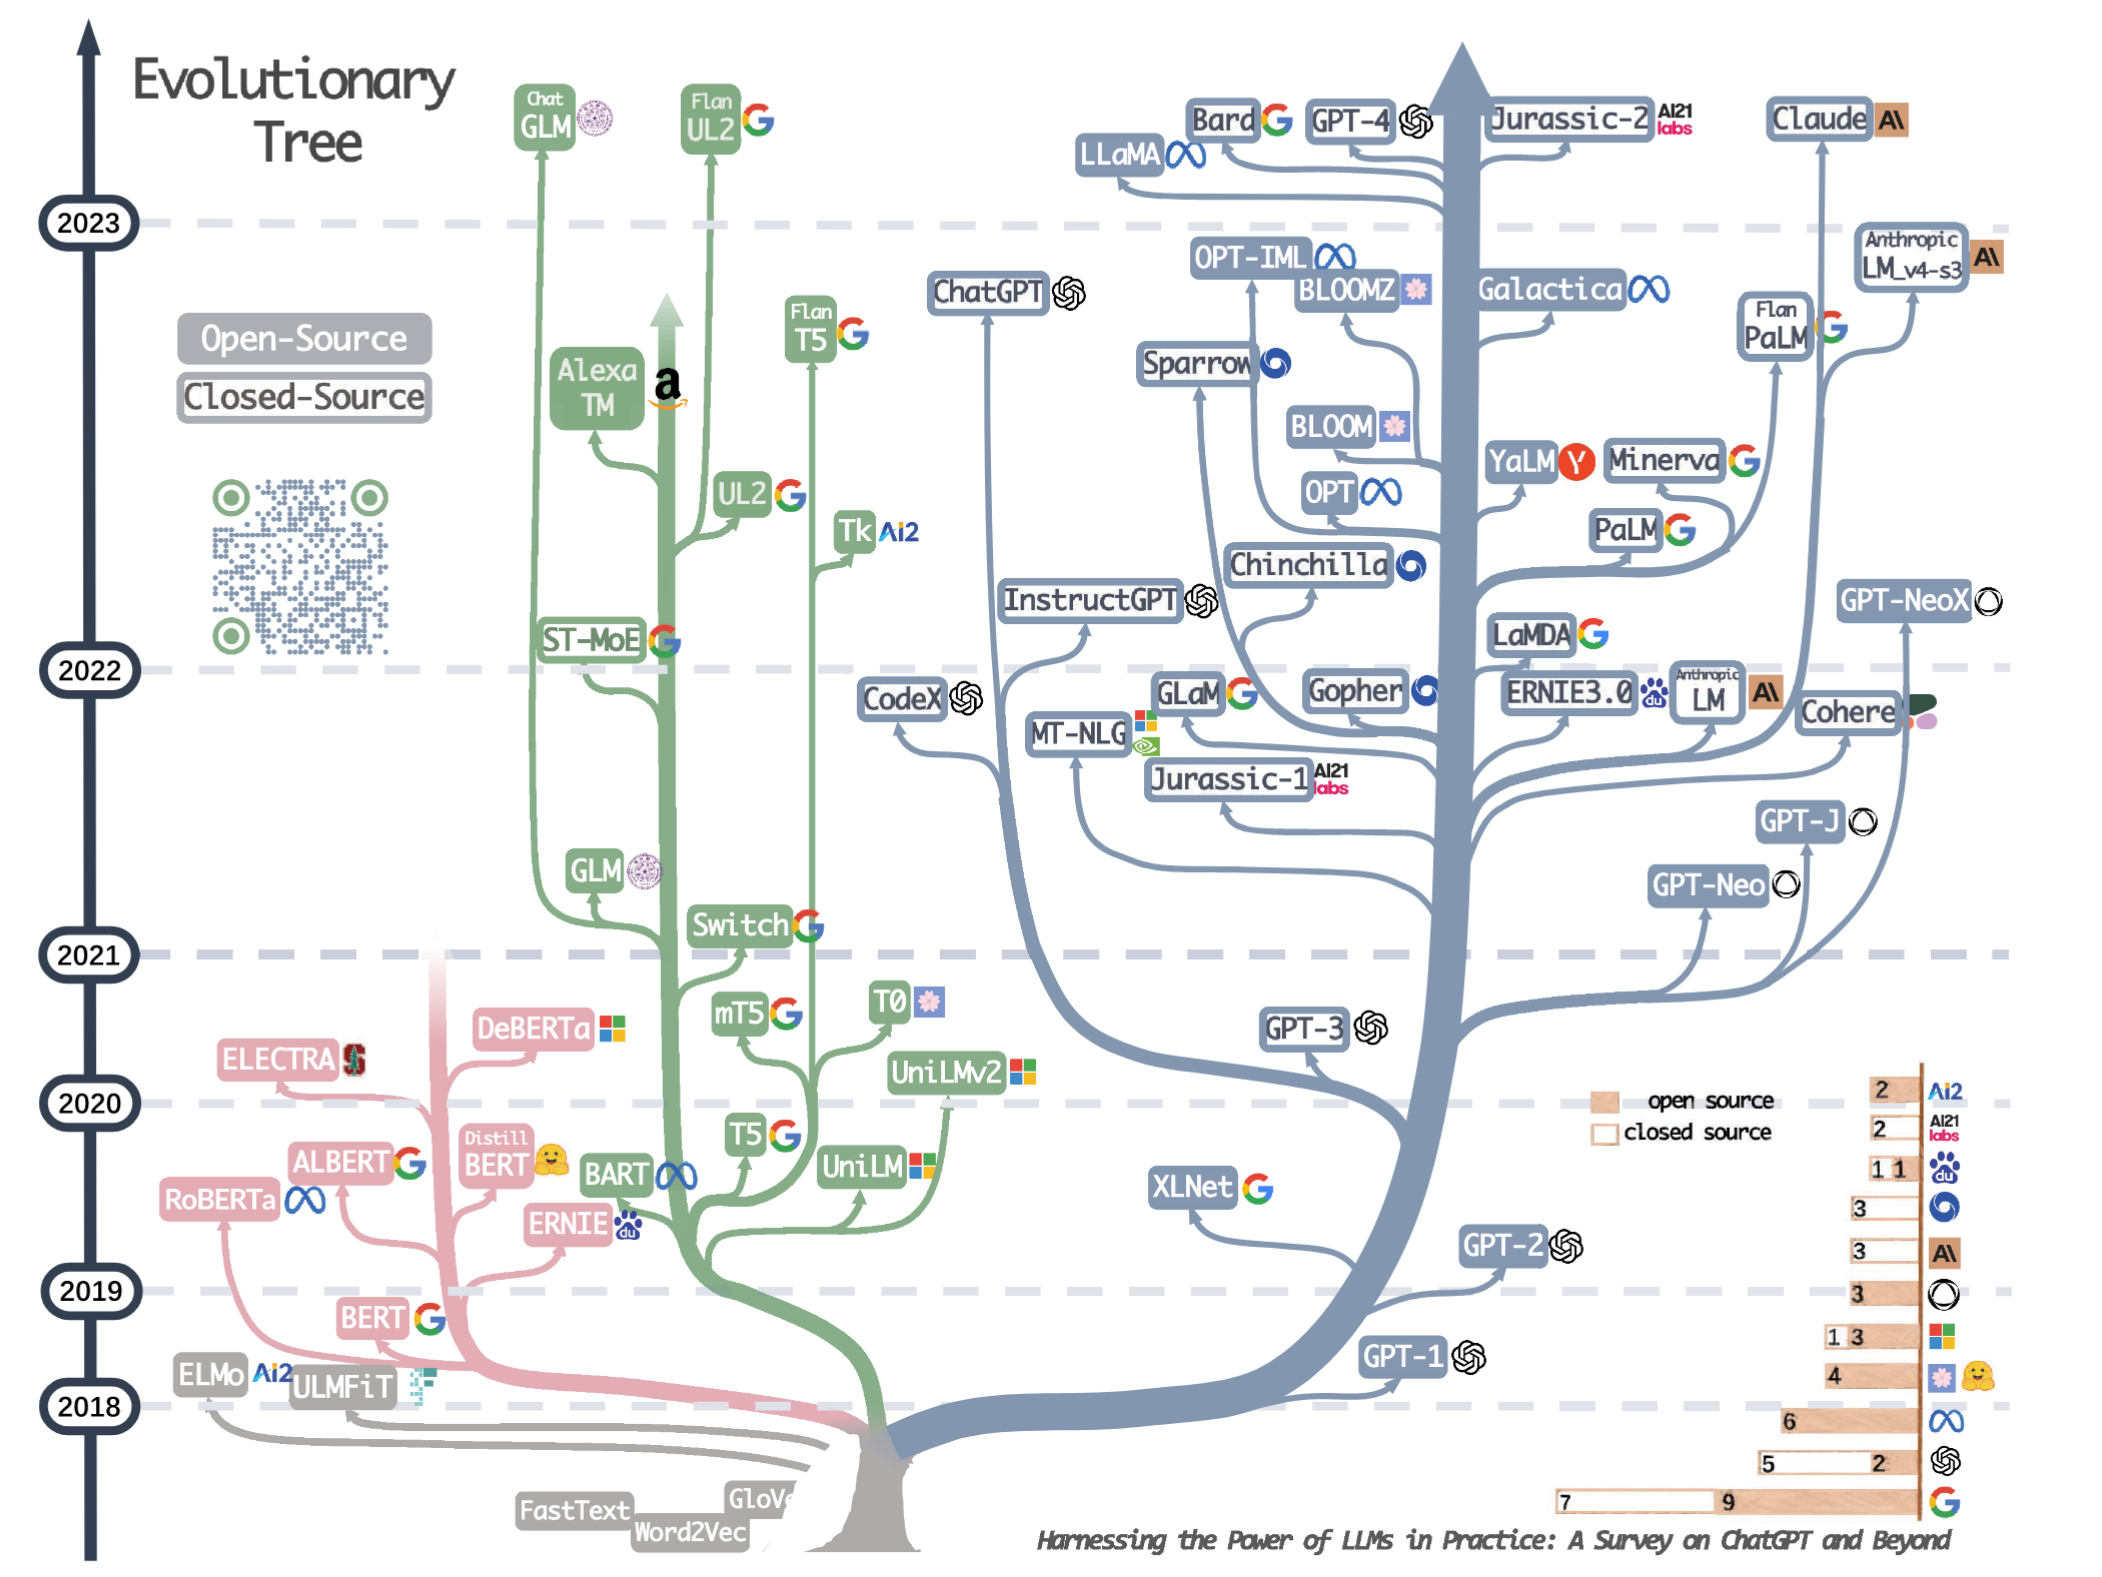 Evolutionary
Tree
2023
2022
2021
2020
2019
2018
Open-Source
Closed-Source
Chat
GLM
Flan
UL2
Alexa
TM
a
Flan
T5
UL2
Tk
Ai2
ST-MoE
GLM
Switch
mT5
T0
UniLMv2
T5
UniLM
BART
DeBERTa
ELECTRA
ALBERT
Distill
BERT
RoBERTa
ERNIE
du
BERT
ELMo
Ai2
ULMFiT
FastText
Word2Vec
GloVe
LLaMA
Bard
GPT-4
Jurassic-2
AI21
labs
Claude
A\
Anthropic
LM_v4-s3
A\
ChatGPT
OPT-IML
BLOOMZ
Galactica
Flan
PaLM
Sparrow
BLOOM
YaLM
Y
Minerva
OPT
PaLM
Chinchilla
InstructGPT
GPT-NeoX
LaMDA
CodeX
GLaM
Gopher
ERNIE3.0
du
Anthropic
LM
A\
Cohere
MT-NLG
Jurassic-1
AI21
labs
GPT-J
GPT-Neo
GPT-3
XLNet
GPT-2
GPT-1
open source
closed source
2
Ai2
2
AI21
labs
1 1
du
3
3
A\
3
1 3
4
6
5 2
7 9
Harnessing the Power of LLMs in Practice: A Survey on ChatGPT and Beyond